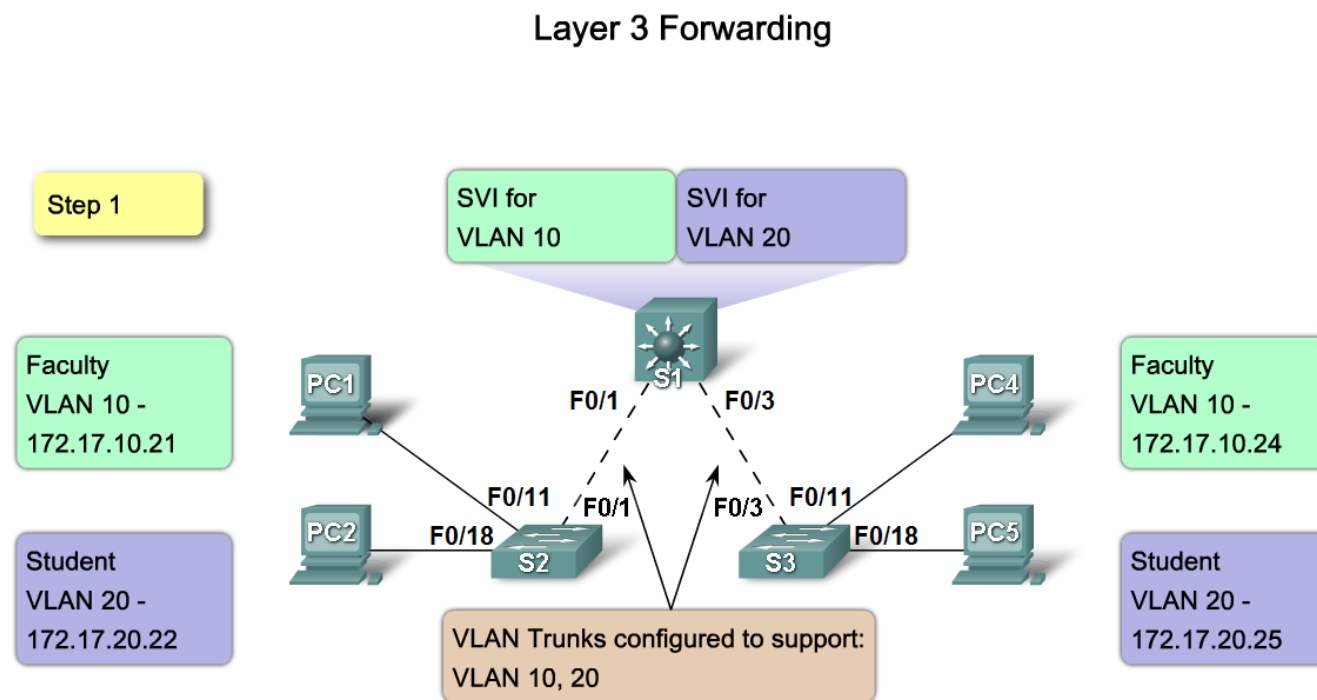 Layer 3 Forwarding
Step 1
SVI for
VLAN 10
SVI for
VLAN 20
S1
F0/1
F0/3
Faculty
VLAN 10 -
172.17.10.21
PC1
PC4
Faculty
VLAN 10 -
172.17.10.24
F0/11
F0/1
F0/3
F0/11
Student
VLAN 20 -
172.17.20.22
PC2
F0/18
S2
S3
F0/18
PC5
Student
VLAN 20 -
172.17.20.25
VLAN Trunks configured to support:
VLAN 10, 20